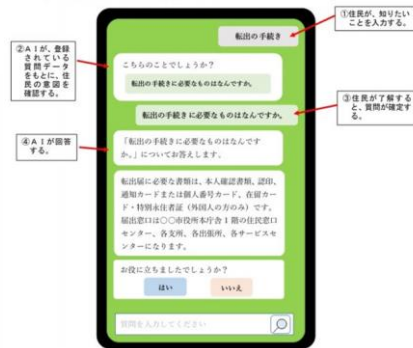 ①住民が、知りたい
ことを入力する。
転出の手続き
②ＡＩが、登録
されている
質問データ
をもとに、住
民の意図を
確認する。
こちらのことでしょうか？
転出の手続きに必要なものはなんですか。
転出の手続きに必要なものはなんですか。
③住民が了解する
と、質問が確定す
る。
④ＡＩが回答
する。
「転出の手続きに必要なものはなんです
か。」についてお答えします。
転出届に必要な書類は、本人確認書類、認印、
通知カードまたは個人番号カード、在留カー
ド・特別永住者証（外国人の方のみ）です。
届出窓口は〇〇市役所本庁舎１階の住民窓口
センター、各支所、各出張所、各サービスセ
ンターになります。
お役に立ちましたでしょうか？
はい
いいえ
質問を入力してください